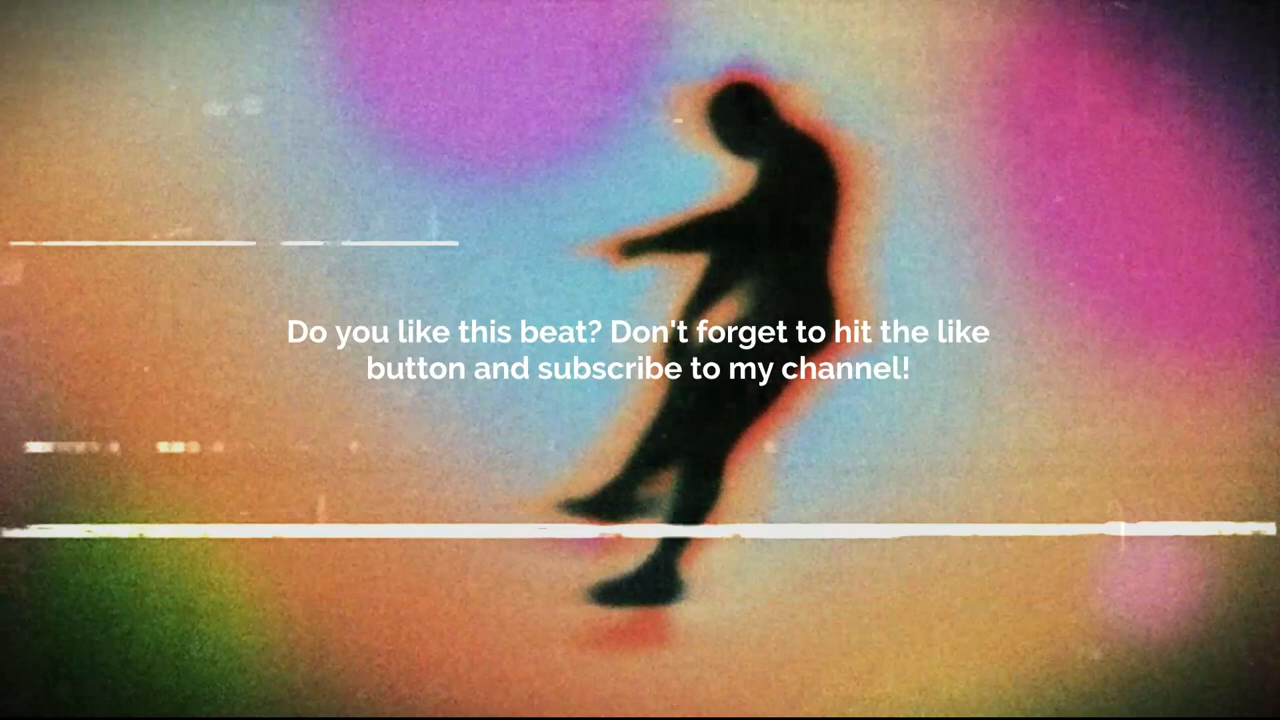 Do you like this beat? Don't forget to hit the like
button and subscribe to my channel!